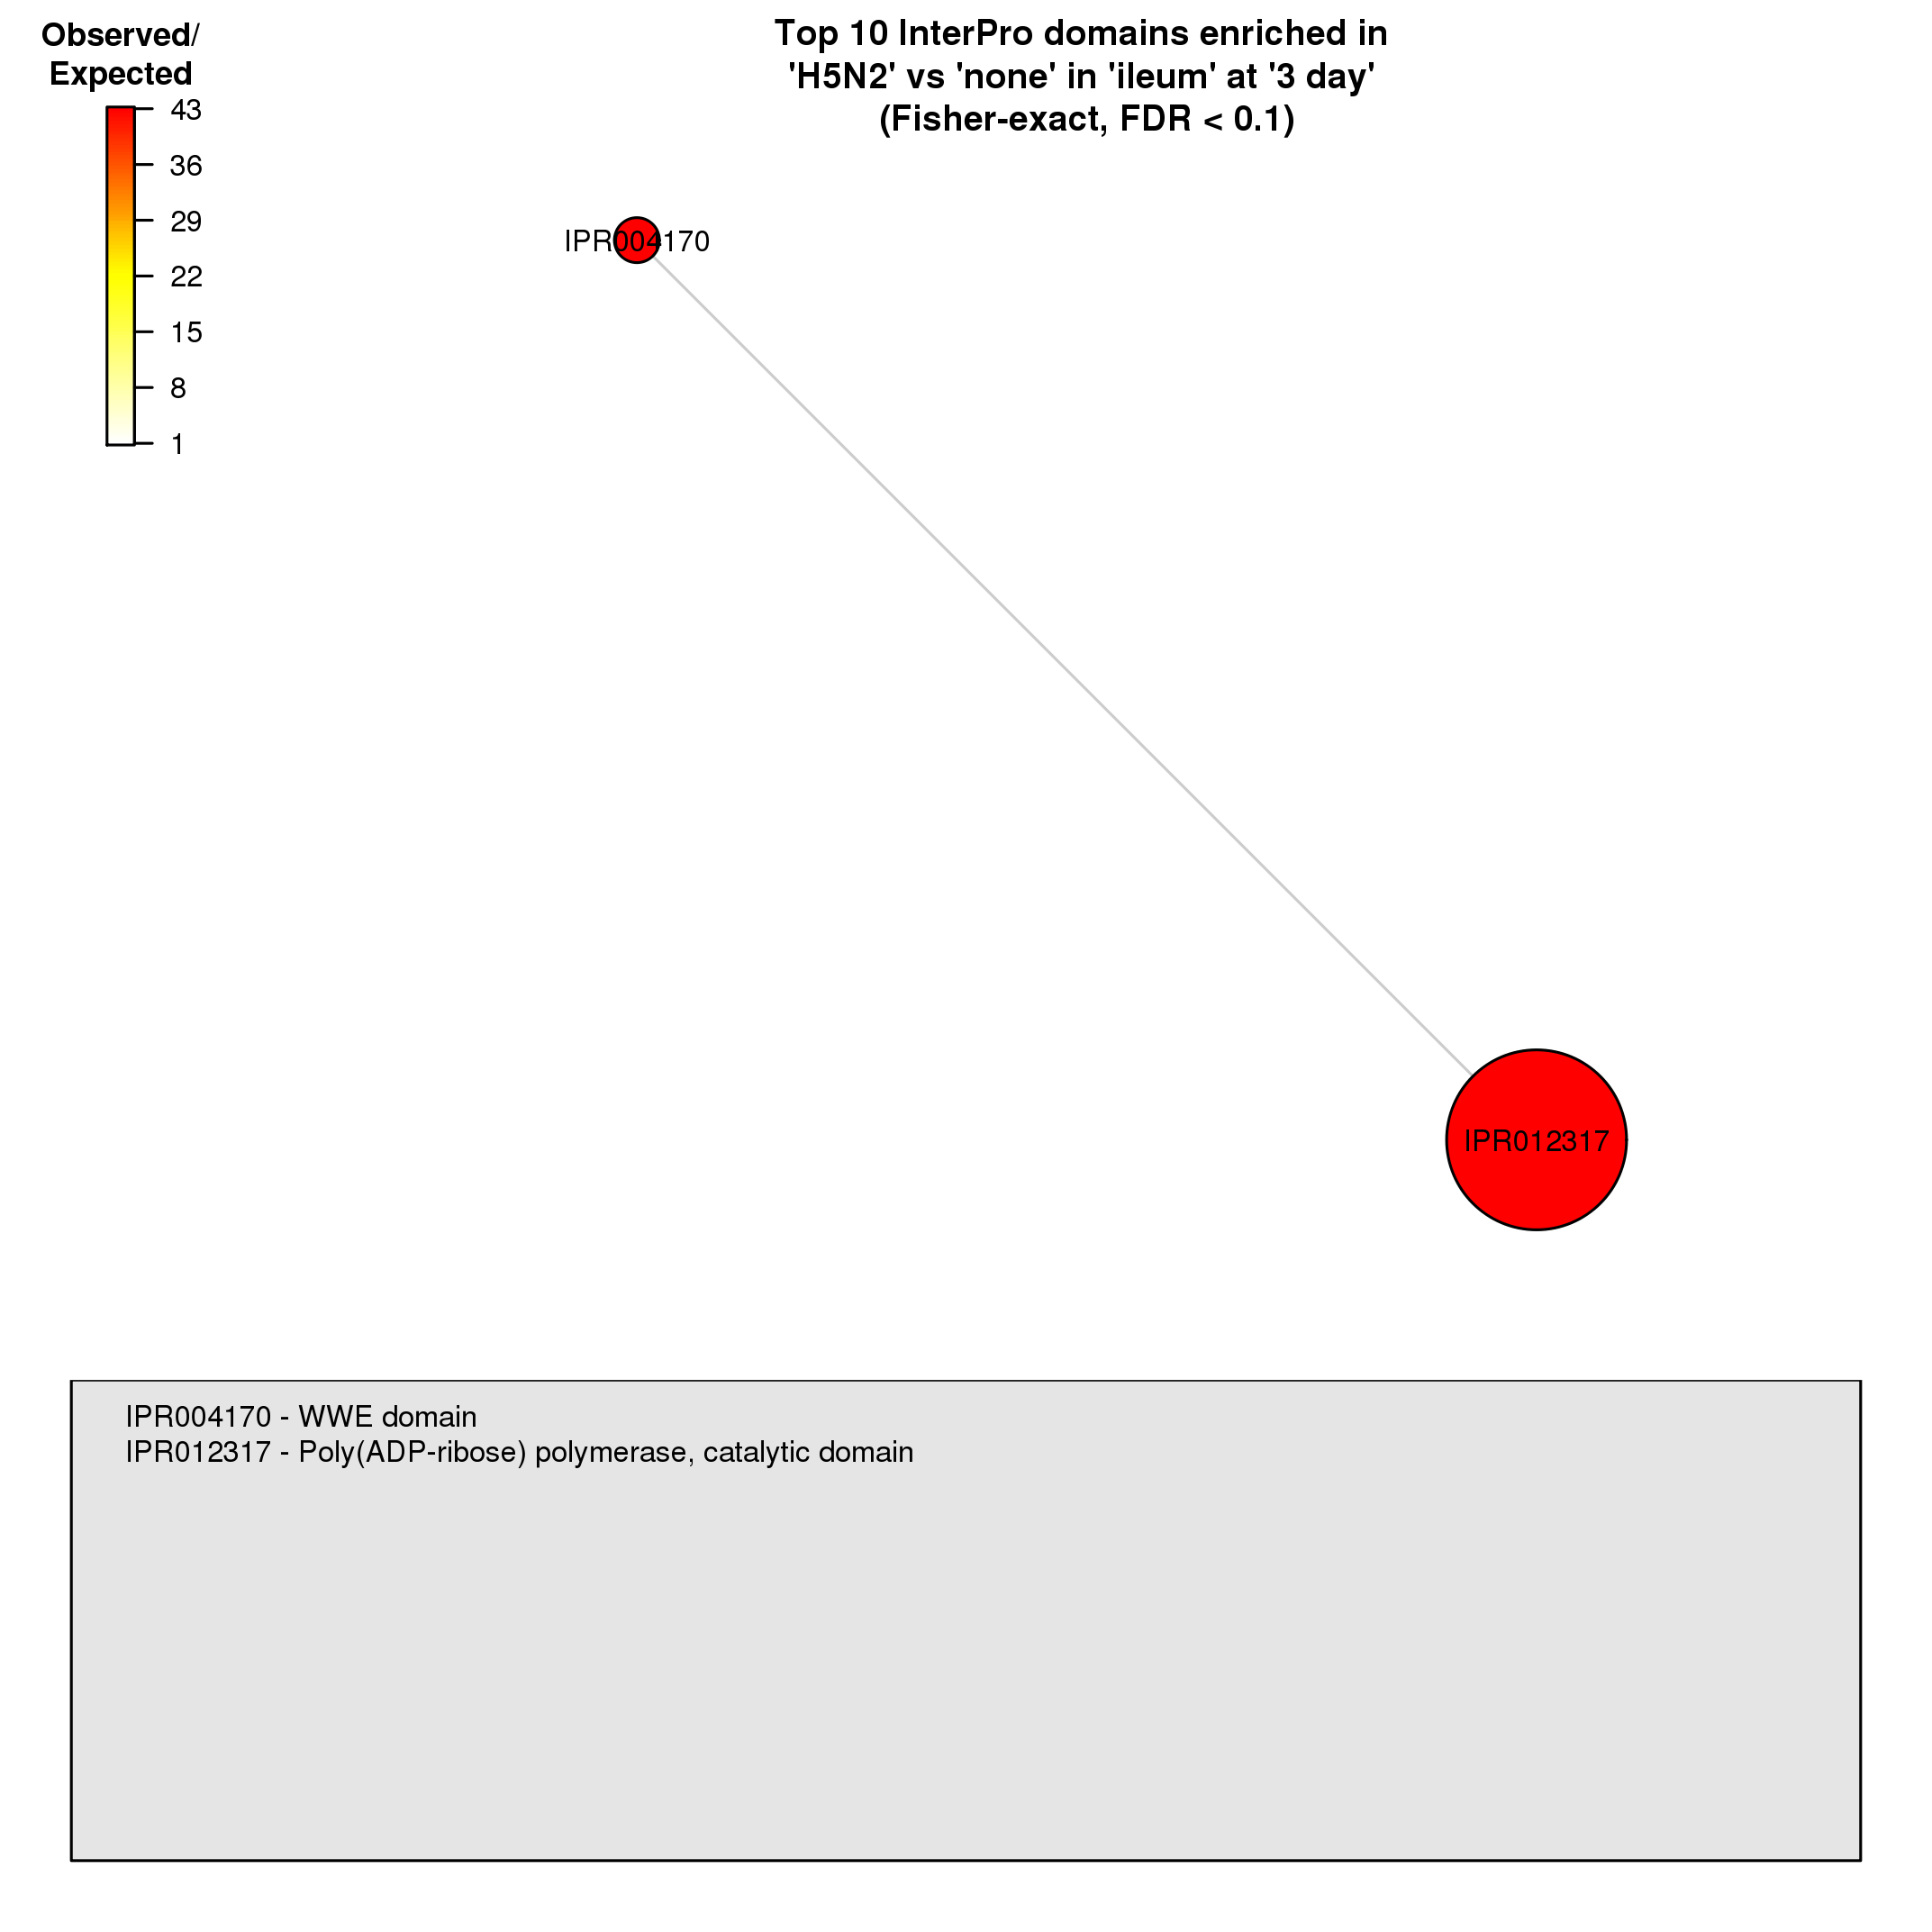 Observed/
Expected
43
36
29
22
15
8
1
Top 10 InterPro domains enriched in
'H5N2' vs 'none' in 'ileum' at '3 day'
(Fisher-exact, FDR < 0.1)
IPR004170
IPR012317
IPR004170 - WWE domain
IPR012317 - Poly(ADP-ribose) polymerase, catalytic domain